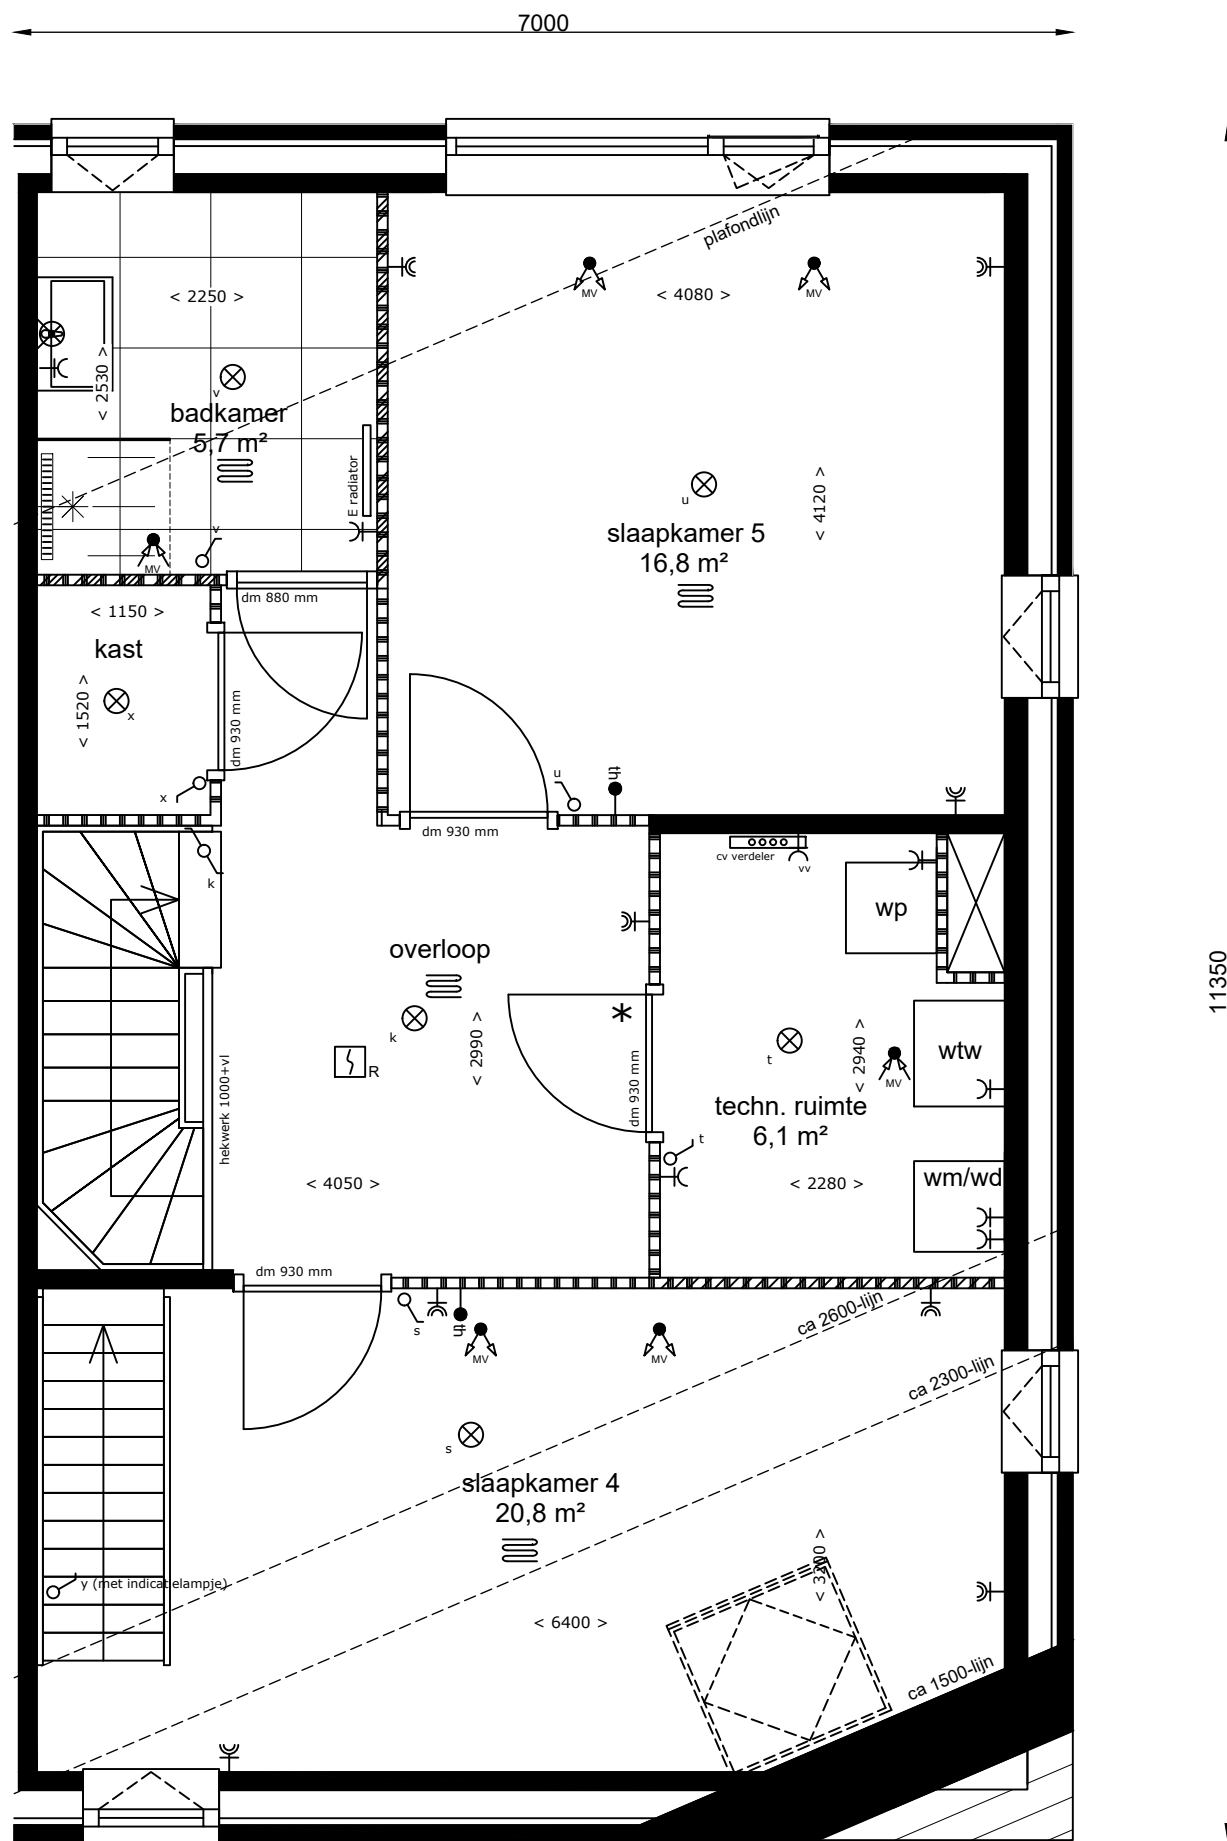 7000
plafondlijn
< 2250 >
MV
MV
< 4080 >
< 2530 >
v
badkamer
5,7 m²
E radiator
u
< 4120 >
slaapkamer 5
16,8 m²
v
MV
dm 880 mm
< 1150 >
kast
< 1520 >
x
dm 930 mm
x
u
th
dm 930 mm
k
cv verdeler
vv
wp
overloop
k
R
< 2990 >
*
dm 930 mm
hekwerk 1000+vl
< 4050 >
t
< 2940 >
MV
wtw
techn. ruimte
6,1 m²
t
< 2280 >
wm/wd
11350
dm 930 mm
s
th
MV
MV
ca 2600-lijn
ca 2300-lijn
s
slaapkamer 4
20,8 m²
y (met indicatielampje)
< 3200 >
< 6400 >
ca 1500-lijn